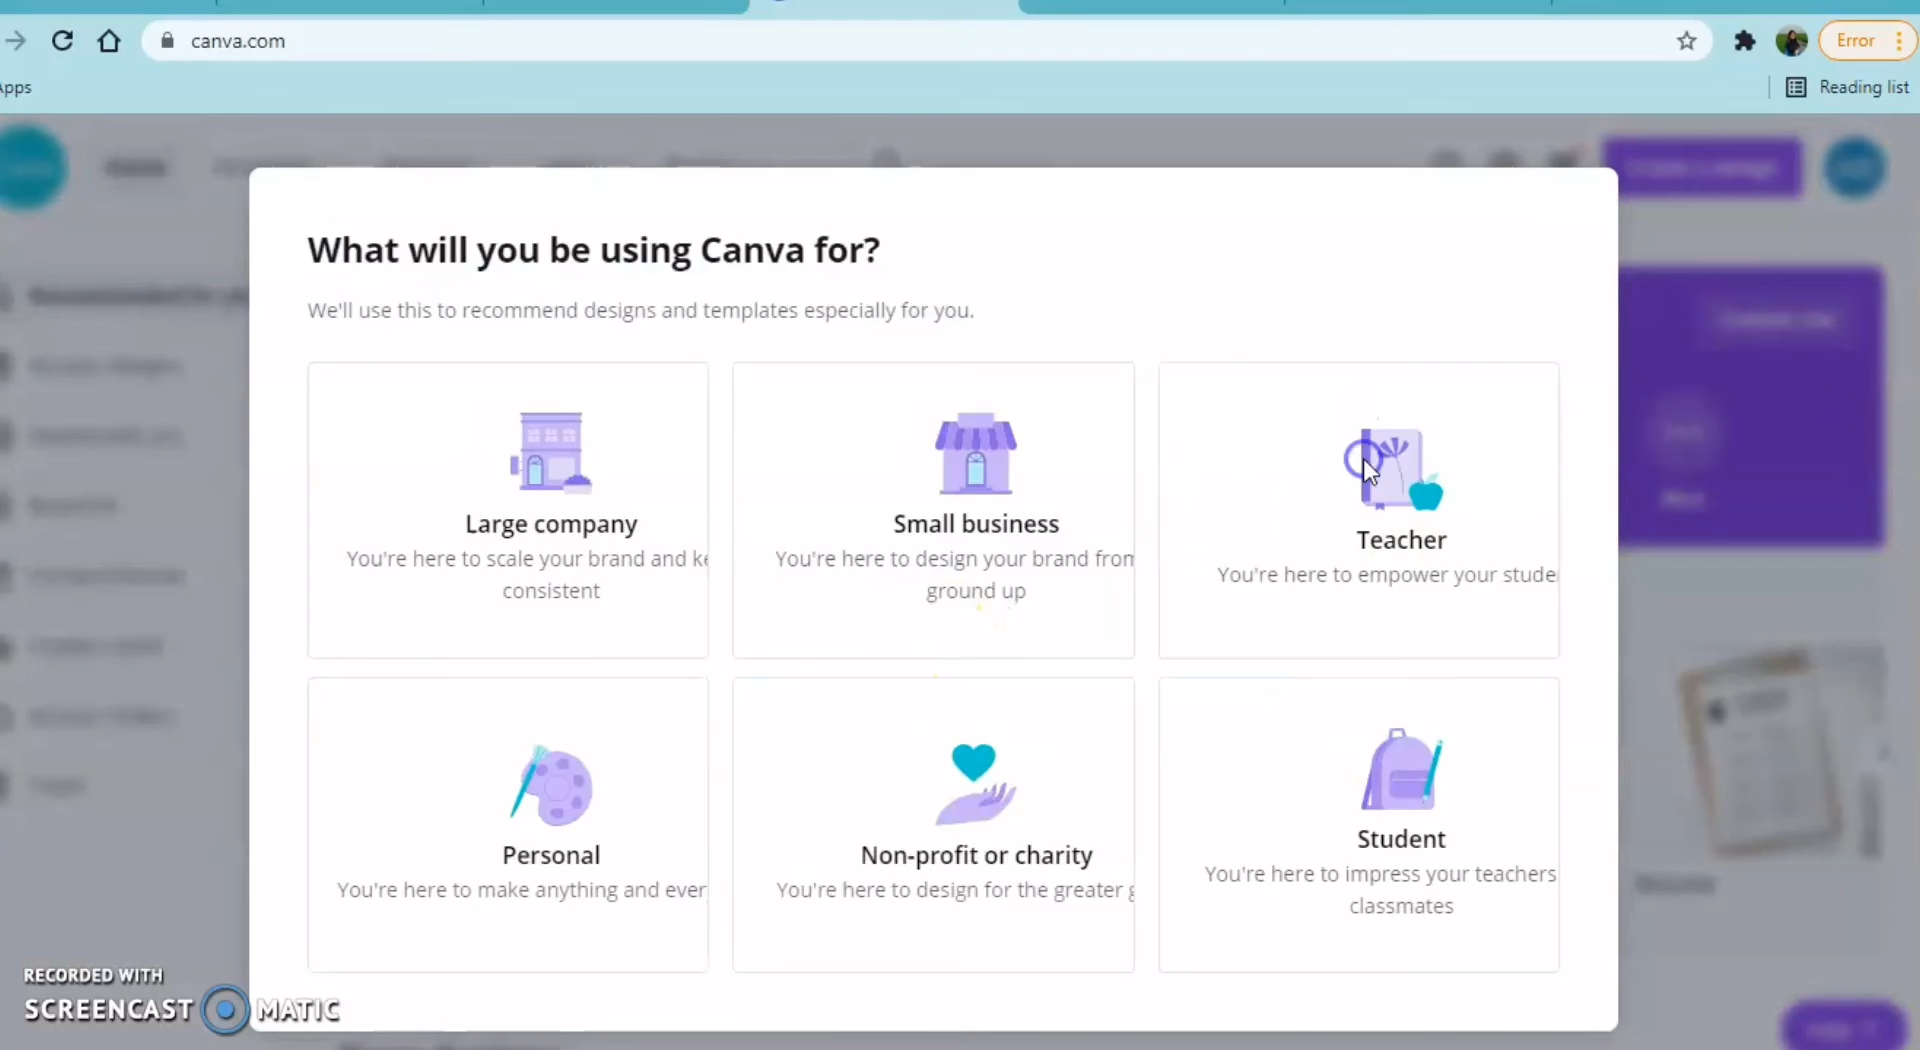 canva.com
Error
Apps
Reading list
What will you be using Canva for?
We'll use this to recommend designs and templates especially for you.
Large company
You're here to scale your brand and ke
consistent
Small business
You're here to design your brand from
ground up
Teacher
You're here to empower your stude
Personal
You're here to make anything and ever
Non-profit or charity
You're here to design for the greater g
Student
You're here to impress your teachers
classmates
RECORDED WITH
SCREENCAST MATIC